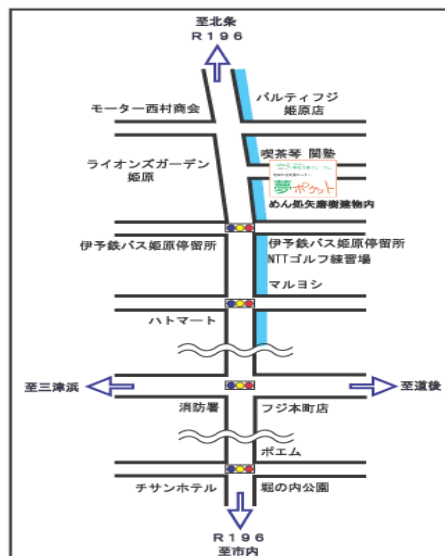 至北条
R196
モーター西村商会
パルティフジ
姫原店
喫茶琴 関塾
ライオンズガーデン
姫原
夢ポケット
めん処矢磨樹建物内
伊予鉄バス姫原停留所
伊予鉄バス姫原停留所
NTTゴルフ練習場
マルヨシ
ハトマート
至三津浜
至道後
消防署
フジ本町店
ポエム
チサンホテル
堀の内公園
R196
至市内